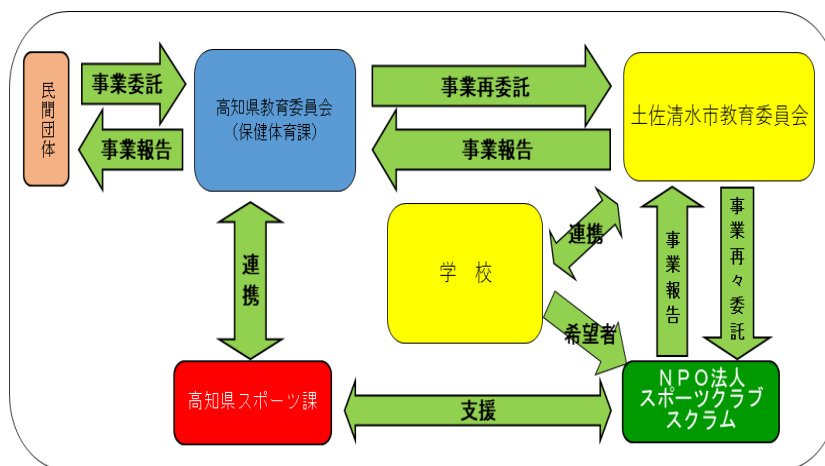 民間団体
事業委託
事業報告
高知県教育委員会
（保健体育課）
事業再委託
事業報告
土佐清水市教育委員会
連携
学　校
連携
希望者
事業報告
事業再々委託
高知県スポーツ課
支援
ＮＰＯ法人
スポーツクラブ
スクラム